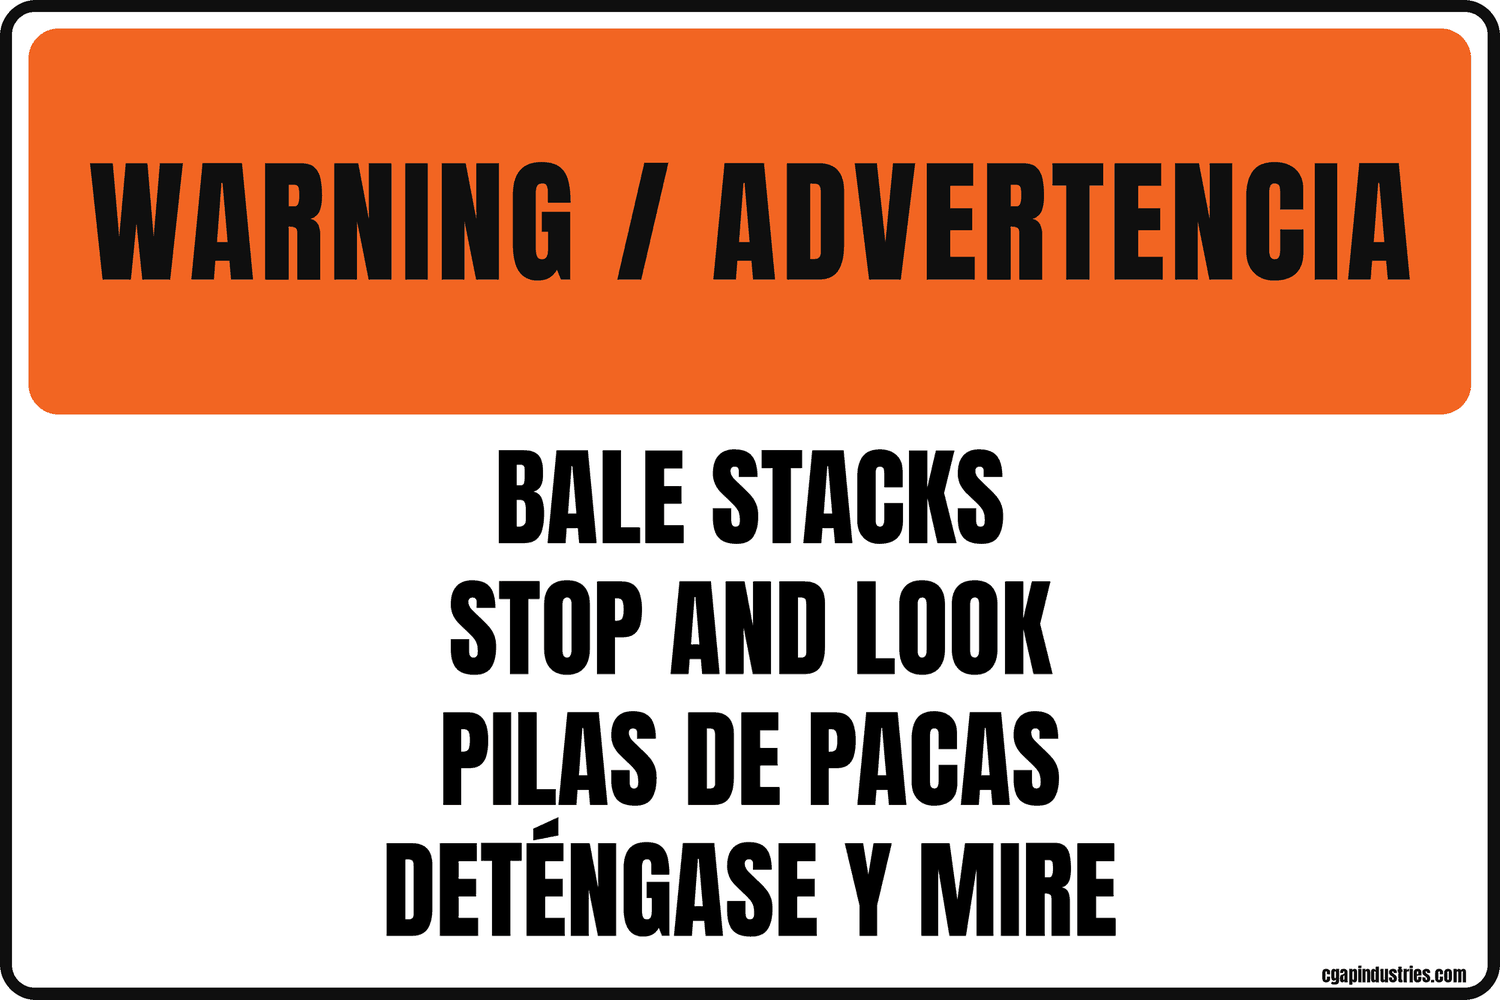 WARNING / ADVERTENCIA
BALE STACKS
STOP AND LOOK
PILAS DE PACAS
DETÉNGASE Y MIRE
cgapindustries.com